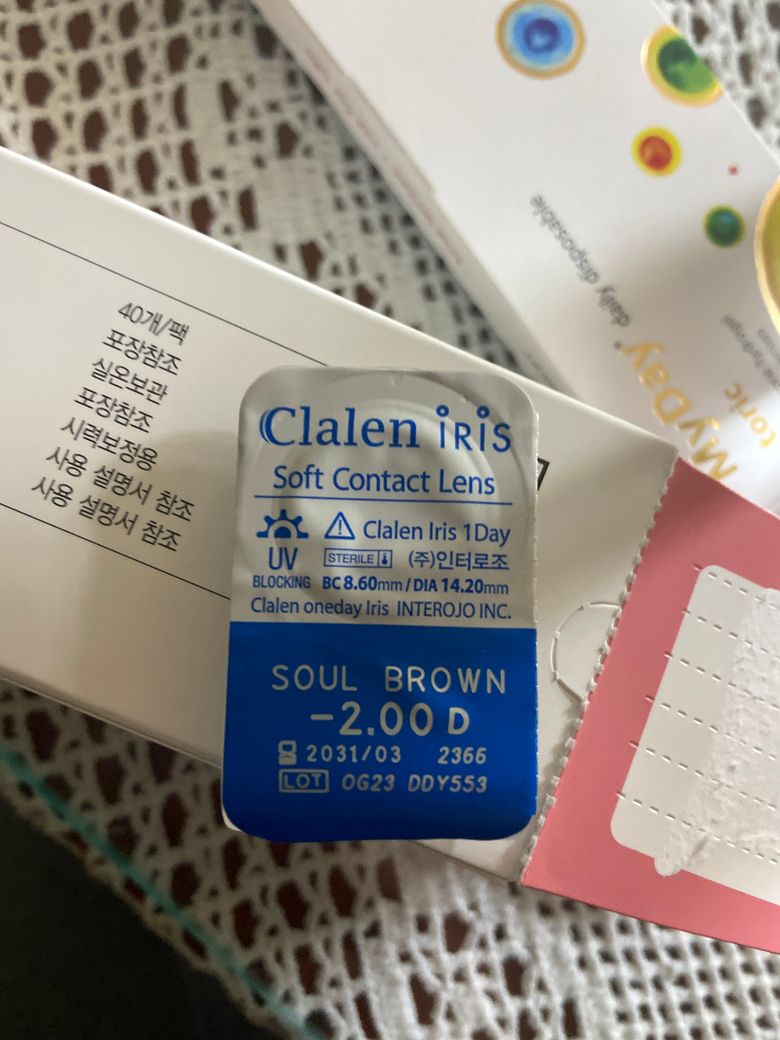 daily disposable
MyDay®
toric
40개/팩
포장참조
실온보관
포장참조
시력보정용
사용 설명서 참조
사용 설명서 참조
Clalen iRiS
Soft Contact Lens
Clalen Iris 1Day
UV STERILE (주)인터로조
BLOCKING BC 8.60mm / DIA 14.20mm
Clalen oneday Iris INTEROJO INC.
SOUL BROWN
-2.00 D
2031/03 2366
LOT OG23 DDY553